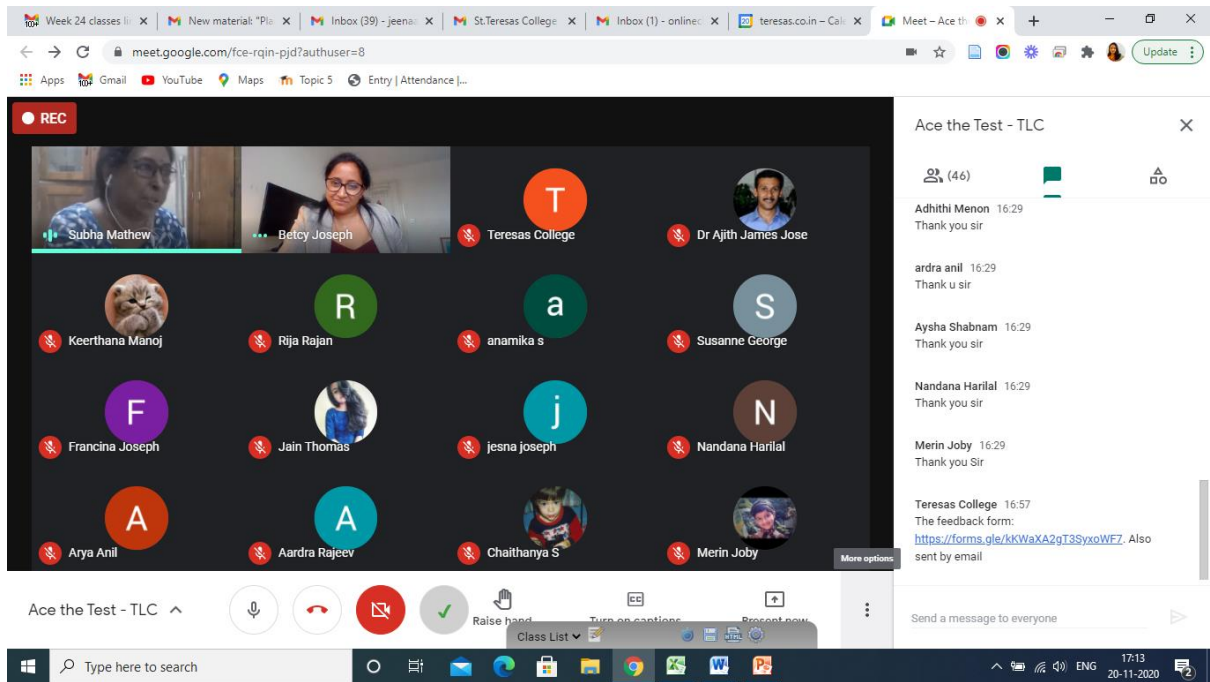 Week 24 classes lin
New material: "Pla
Inbox (39) - jeenaa
St.Teresas College
Inbox (1) - onlinec
teresas.co.in – Cale
Meet – Ace th
meet.google.com/fce-rqin-pjd?authuser=8
Update
Apps
Gmail
YouTube
Maps
Topic 5
Entry | Attendance |...
REC
Ace the Test - TLC
(46)
Subha Mathew
Betcy Joseph
T
Teresas College
Dr Ajith James Jose
Keerthana Manoj
R
Rija Rajan
a
anamika s
S
Susanne George
F
Francina Joseph
Jain Thomas
j
jesna joseph
N
Nandana Harilal
A
Arya Anil
A
Aardra Rajeev
Chaithanya S
Merin Joby
Adhithi Menon 16:29
Thank you sir
ardra anil 16:29
Thank u sir
Aysha Shabnam 16:29
Thank you sir
Nandana Harilal 16:29
Thank you sir
Merin Joby 16:29
Thank you Sir
Teresas College 16:57
The feedback form:
https://forms.gle/kKWaXA2gT3SyxoWF7. Also
sent by email
More options
Ace the Test - TLC
Raise hand
Turn on captions
Present now
Send a message to everyone
Class List
Type here to search
ENG
17:13
20-11-2020
2